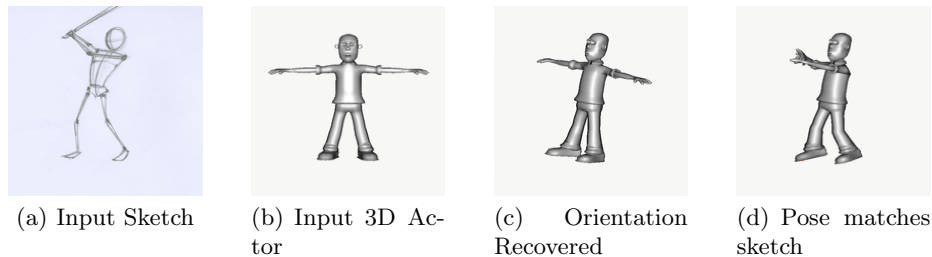 (a) Input Sketch
(b) Input 3D Ac-
tor
(c) Orientation
Recovered
(d) Pose matches
sketch